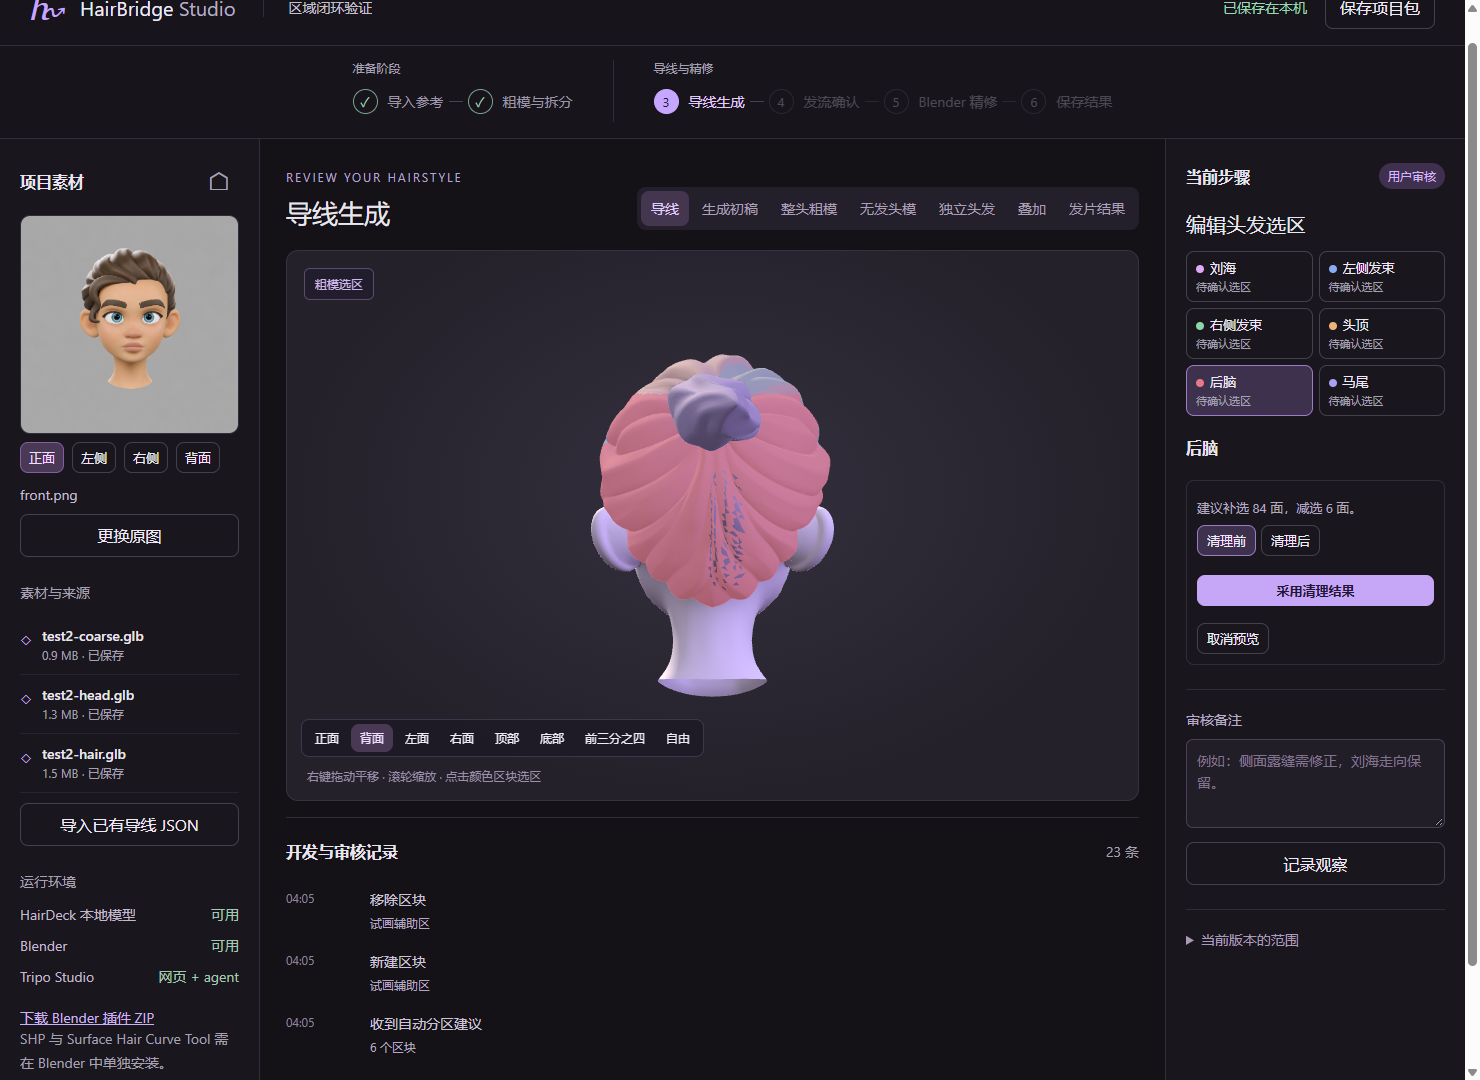 HairBridge Studio
区域闭环验证
已保存在本机
保存项目包
准备阶段
✓ 导入参考
✓ 粗模与拆分
导线与精修
3 导线生成
4 发流确认
5 Blender 精修
6 保存结果
项目素材
正面
左侧
右侧
背面
front.png
更换原图
素材与来源
test2-coarse.glb
0.9 MB · 已保存
test2-head.glb
1.3 MB · 已保存
test2-hair.glb
1.5 MB · 已保存
导入已有导线 JSON
运行环境
HairDeck 本地模型 可用
Blender 可用
Tripo Studio 网页 + agent
下载 Blender 插件 ZIP
SHP 与 Surface Hair Curve Tool 需
在 Blender 中单独安装。
REVIEW YOUR HAIRSTYLE
导线生成
导线
生成初稿
整头粗模
无发头模
独立头发
叠加
发片结果
粗模选区
正面
背面
左面
右面
顶部
底部
前三分之四
自由
右键拖动平移 · 滚轮缩放 · 点击颜色区块选区
开发与审核记录
23 条
04:05
移除区块
试画辅助区
04:05
新建区块
试画辅助区
04:05
收到自动分区建议
6 个区块
当前步骤
用户审核
编辑头发选区
刘海
待确认选区
左侧发束
待确认选区
右侧发束
待确认选区
头顶
待确认选区
后脑
待确认选区
马尾
待确认选区
后脑
建议补选 84 面，减选 6 面。
清理前
清理后
采用清理结果
取消预览
审核备注
例如：侧面露缝需修正，刘海走向保
留。
记录观察
当前版本的范围